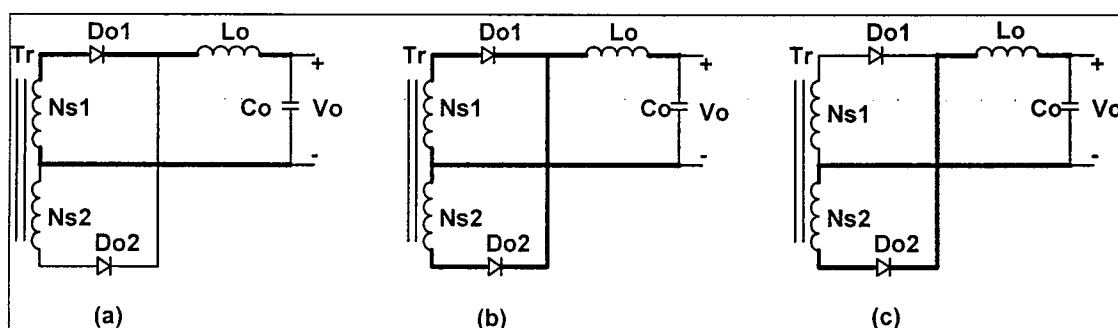 Do1 Lo
Tr
+
Ns1 Co Vo
-
Ns2
Do2
(a)
Do1 Lo
Tr
+
Ns1 Co Vo
-
Ns2
Do2
(b)
Do1 Lo
Tr
+
Ns1 Co Vo
-
Ns2
Do2
(c)